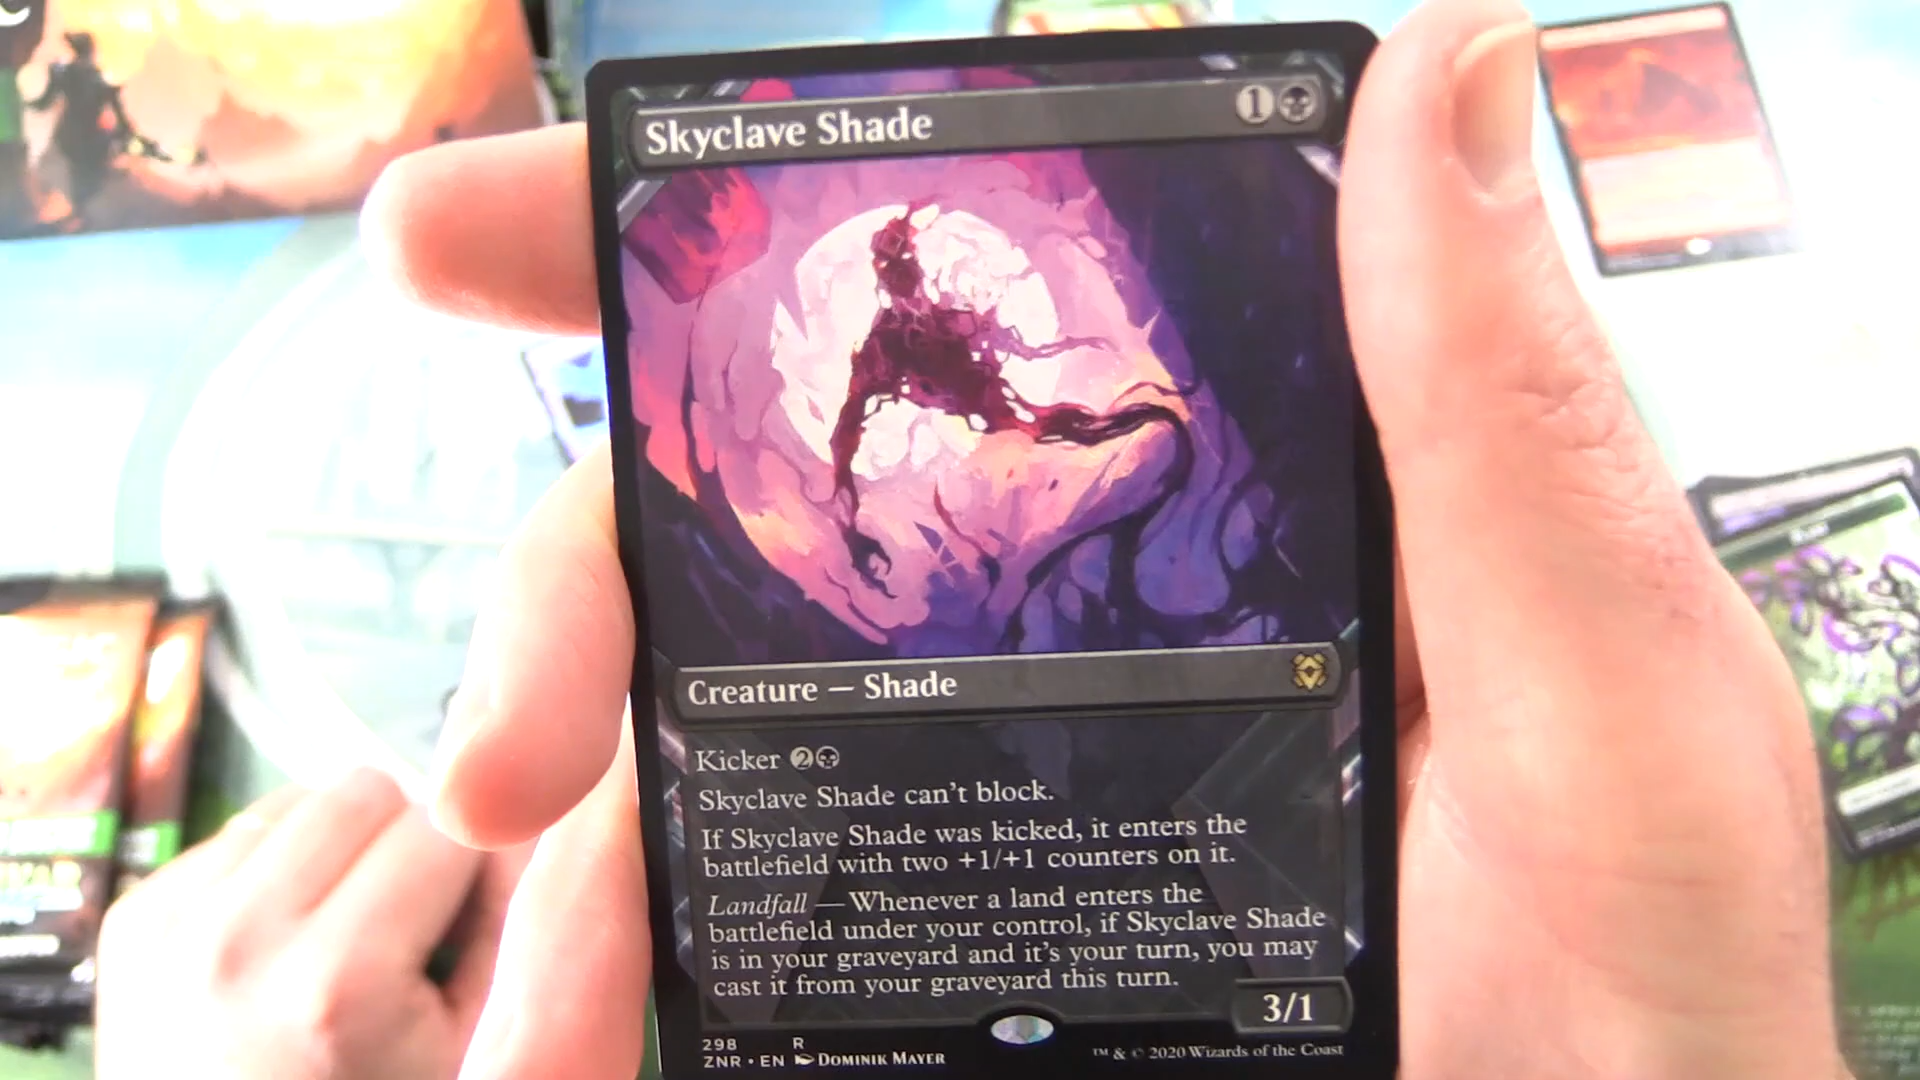 Skyclave Shade 1
Creature — Shade
Kicker 2
Skyclave Shade can't block.
If Skyclave Shade was kicked, it enters the
battlefield with two +1/+1 counters on it.
Landfall — Whenever a land enters the
battlefield under your control, if Skyclave Shade
is in your graveyard and it's your turn, you may
cast it from your graveyard this turn.
3/1
298 R
ZNR • EN DOMINIK MAYER
™ & © 2020 Wizards of the Coast